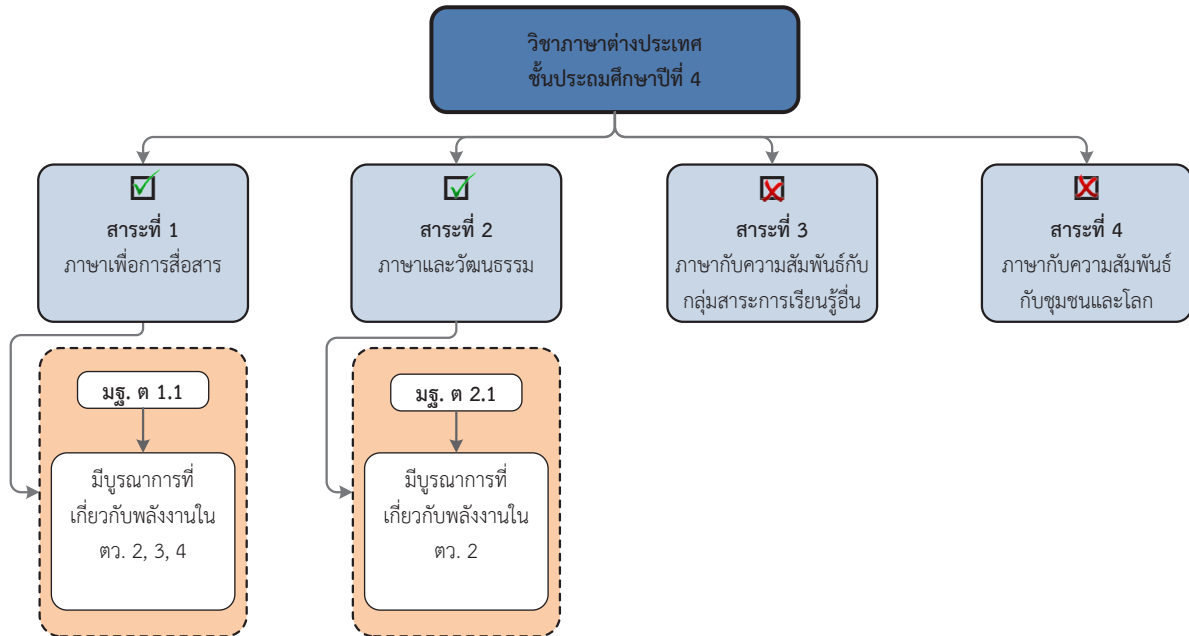 วิชาภาษาต่างประเทศ
ชั้นประถมศึกษาปีที่ 4
สาระที่ 1
ภาษาเพื่อการสื่อสาร
สาระที่ 2
ภาษาและวัฒนธรรม
สาระที่ 3
ภาษากับความสัมพันธ์กับ
กลุ่มสาระการเรียนรู้อื่น
สาระที่ 4
ภาษากับความสัมพันธ์
กับชุมชนและโลก
มฐ. ต 1.1
มีบูรณาการที่
เกี่ยวกับพลังงานใน
ตว. 2, 3, 4
มฐ. ต 2.1
มีบูรณาการที่
เกี่ยวกับพลังงานใน
ตว. 2